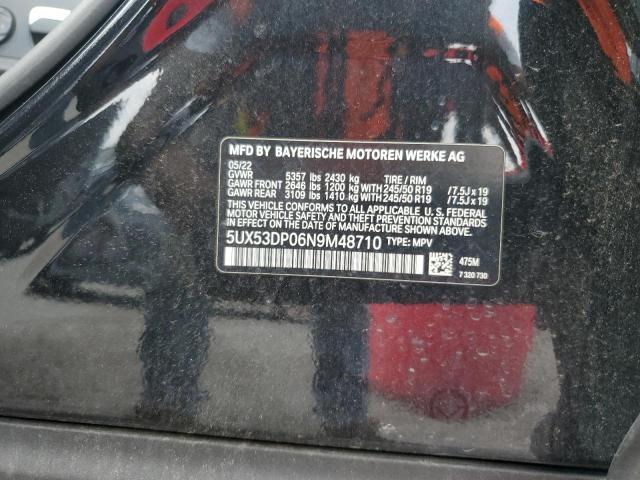 MFD BY BAYERISCHE MOTOREN WERKE AG
05/22
GVWR 5357 lbs 2430 kg TIRE / RIM
GAWR FRONT 2646 lbs 1200 kg WITH 245/50 R19 /7.5J x 19
GAWR REAR 3109 lbs 1410 kg WITH 245/50 R19 /7.5J x 19
THIS VEHICLE CONFORMS TO ALL APPLICABLE U. S. FEDERAL
MOTOR VEHICLE SAFETY AND THEFT PREVENTION STANDARDS
IN EFFECT ON THE DATE OF MANUFACTURE SHOWN ABOVE.
5UX53DP06N9M48710 TYPE: MPV
475M
7 320 730